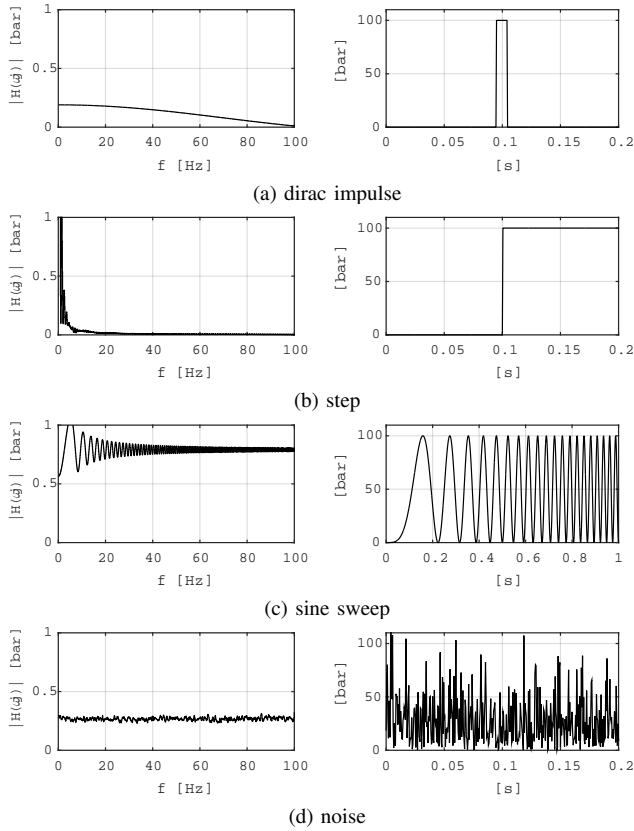 |H(ωj)| [bar]
1
0.5
0
0 20 40 60 80 100
f [Hz]
[bar]
100
50
0
0 0.05 0.1 0.15 0.2
[s]
(a) dirac impulse
|H(ωj)| [bar]
1
0.5
0
0 20 40 60 80 100
f [Hz]
[bar]
100
50
0
0 0.05 0.1 0.15 0.2
[s]
(b) step
|H(ωj)| [bar]
1
0.5
0
0 20 40 60 80 100
f [Hz]
[bar]
100
50
0
0.2 0.4 0.6 0.8 1
[s]
(c) sine sweep
|H(ωj)| [bar]
1
0.5
0
0 20 40 60 80 100
f [Hz]
[bar]
100
50
0
0 0.05 0.1 0.15 0.2
[s]
(d) noise